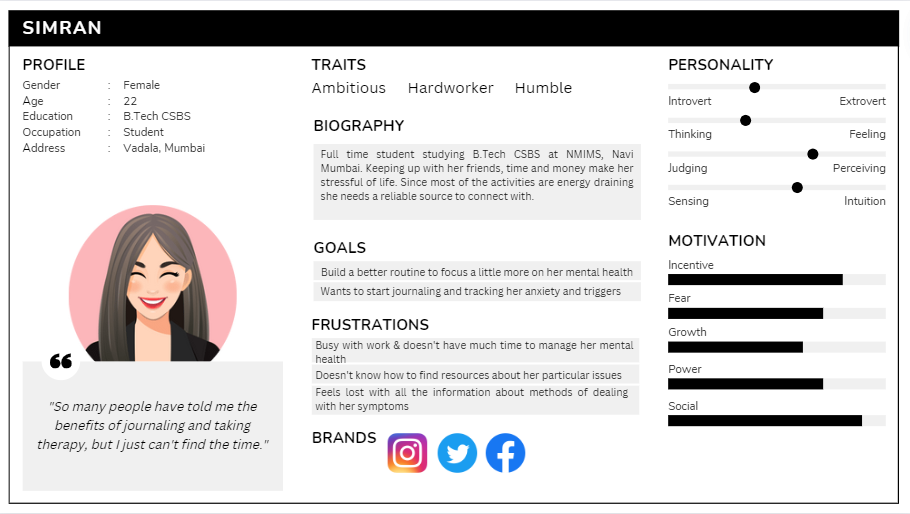 SIMRAN
PROFILE
Gender : Female
Age : 22
Education : B.Tech CSBS
Occupation : Student
Address : Vadala, Mumbai
"So many people have told me the
benefits of journaling and taking
therapy, but I just can't find the time."
TRAITS
Ambitious Hardworker Humble
BIOGRAPHY
Full time student studying B.Tech CSBS at NMIMS, Navi
Mumbai. Keeping up with her friends, time and money make her
stressful of life. Since most of the activities are energy draining
she needs a reliable source to connect with.
GOALS
Build a better routine to focus a little more on her mental health
Wants to start journaling and tracking her anxiety and triggers
FRUSTRATIONS
Busy with work & doesn't have much time to manage her mental
health
Doesn't know how to find resources about her particular issues
Feels lost with all the information about methods of dealing
with her symptoms
BRANDS
PERSONALITY
Introvert Extrovert
Thinking Feeling
Judging Perceiving
Sensing Intuition
MOTIVATION
Incentive
Fear
Growth
Power
Social